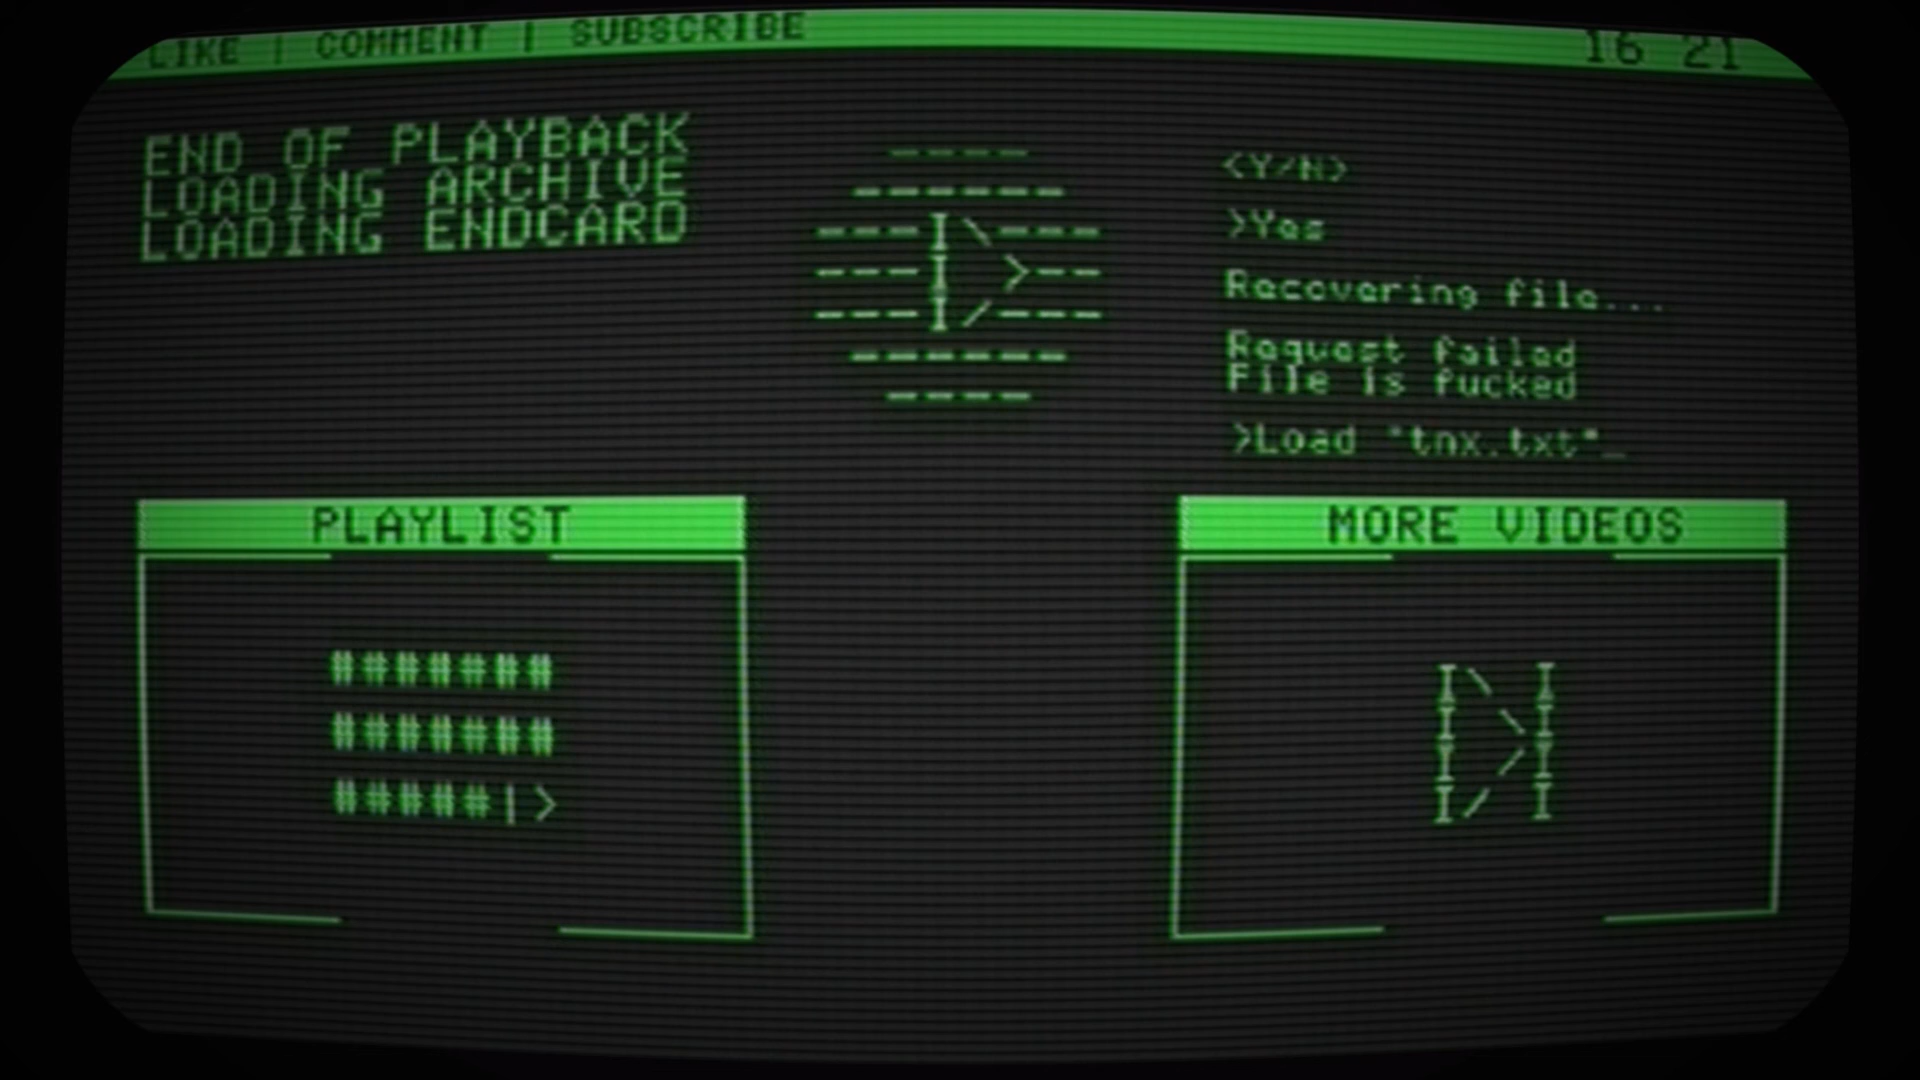 LIKE | COMMENT | SUBSCRIBE
16 21
END OF PLAYBACK
LOADING ARCHIVE
LOADING ENDCARD
<Y/N>
>Yes
Recovering file...
Request failed
File is fucked
>Load "tnx.txt"_
PLAYLIST
#######
#######
#####|>
MORE VIDEOS